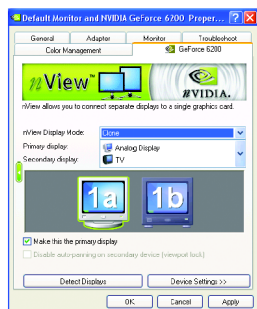 Default Monitor and NVIDIA GeForce 6200 Proper...
General Adapter Monitor Troubleshoot
Color Management GeForce 6200
nView™
nVIDIA.
nView allows you to connect separate displays to a single graphics card.
nView Display Mode: Clone
Primary display: Analog Display
Secondary display: TV
1a 1b
Make this the primary display
Disable auto-panning on secondary device (viewport lock)
Detect Displays Device Settings >>
OK Cancel Apply